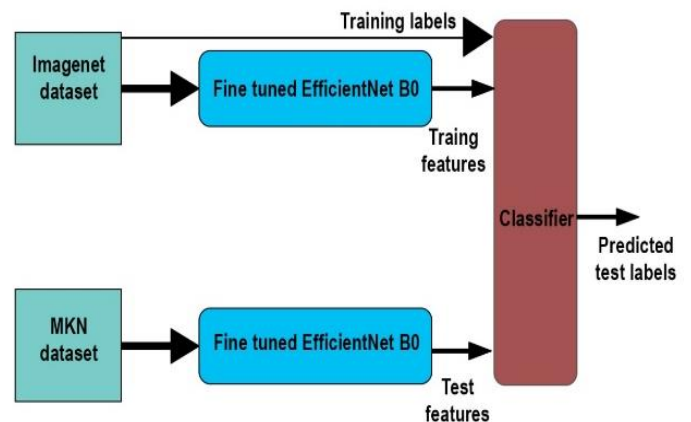 Training labels
Imagenet
dataset
Fine tuned EfficientNet B0
Traing
features
Classifier
Predicted
test labels
MKN
dataset
Fine tuned EfficientNet B0
Test
features